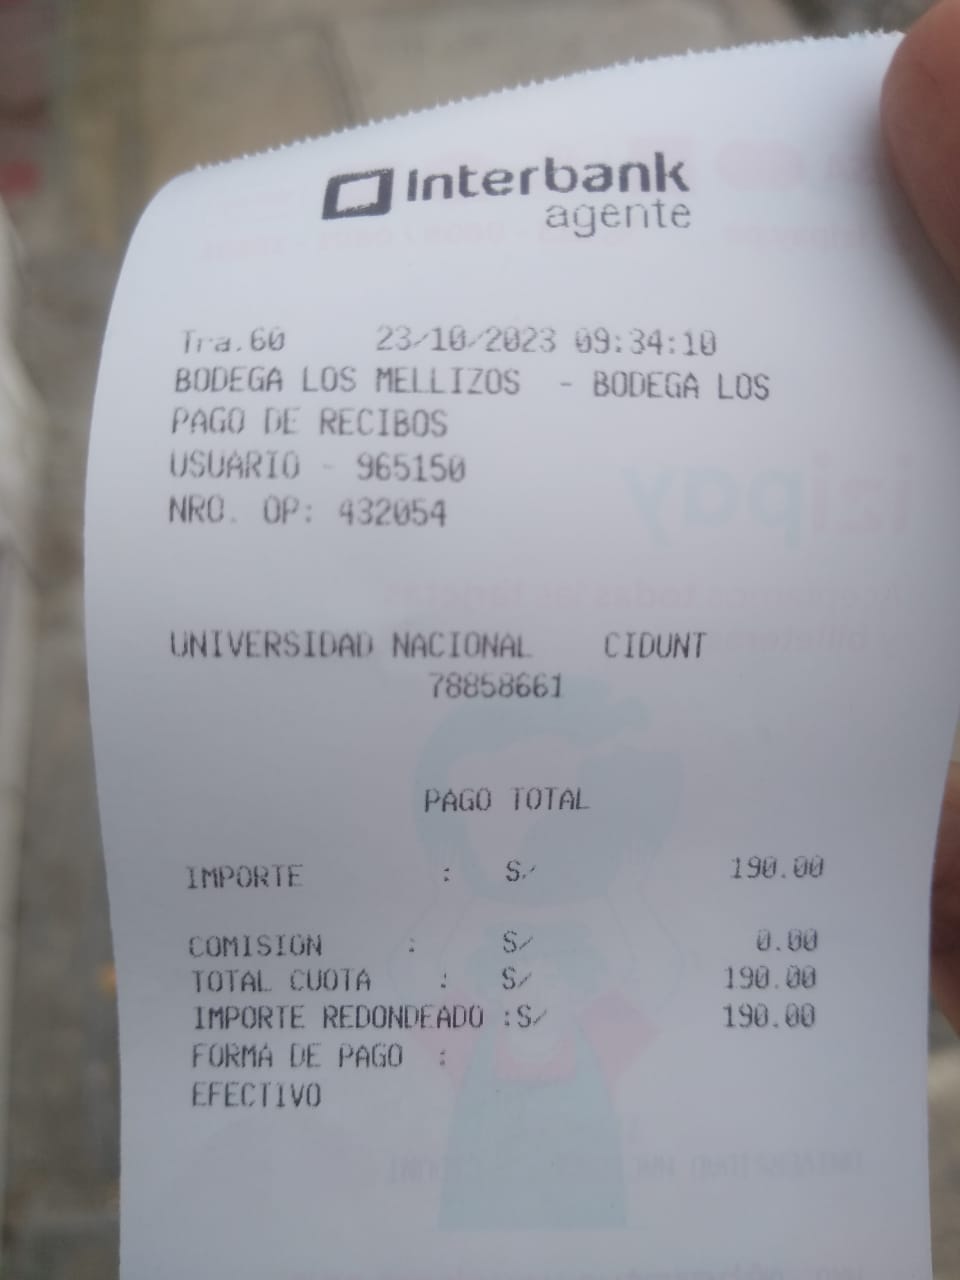 Interbank
agente
Tra.60 23/10/2023 09:34:10
BODEGA LOS MELLIZOS - BODEGA LOS
PAGO DE RECIBOS
USUARIO - 965150
NRO. OP: 432054
UNIVERSIDAD NACIONAL CIDUNT
78858661
PAGO TOTAL
IMPORTE : S/ 190.00
COMISION : S/ 0.00
TOTAL CUOTA : S/ 190.00
IMPORTE REDONDEADO :S/ 190.00
FORMA DE PAGO :
EFECTIVO
izipay